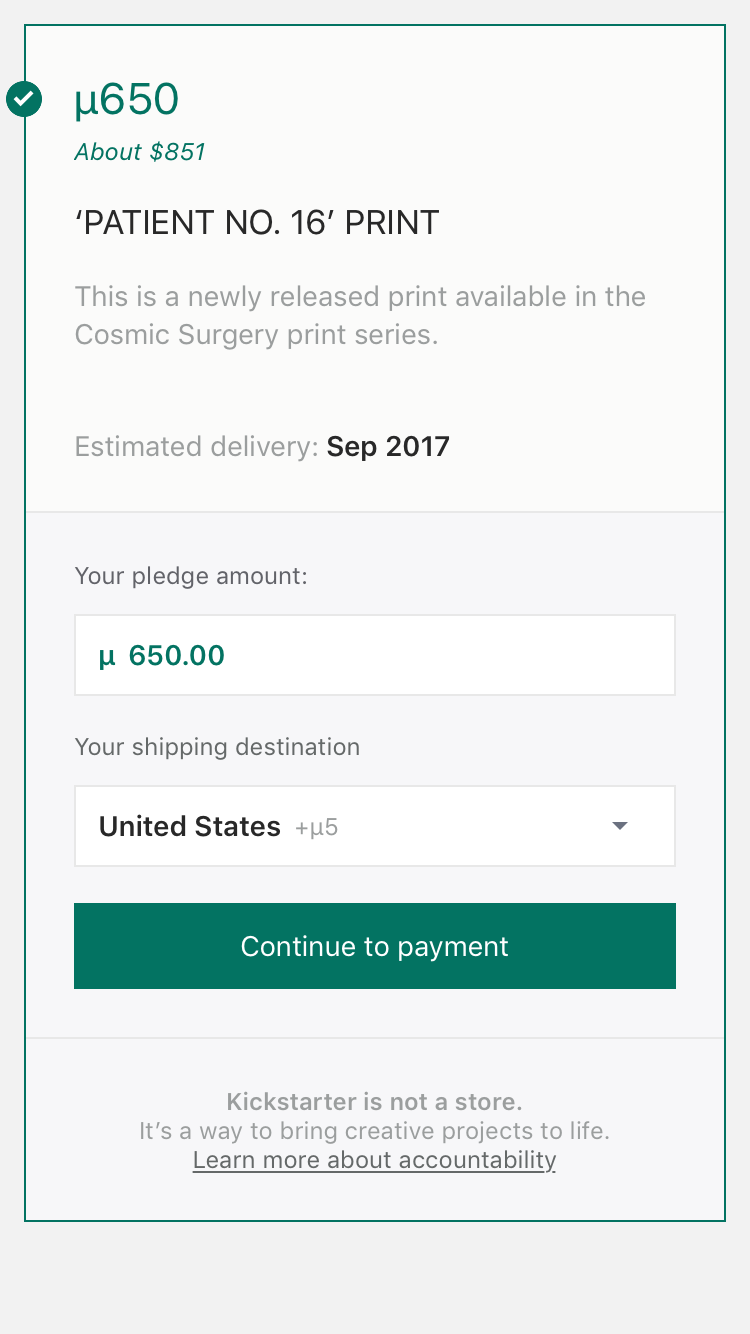 µ650
About $851
‘PATIENT NO. 16’ PRINT
This is a newly released print available in the
Cosmic Surgery print series.
Estimated delivery: Sep 2017
Your pledge amount:
µ 650.00
Your shipping destination
United States +µ5
Continue to payment
Kickstarter is not a store.
It’s a way to bring creative projects to life.
Learn more about accountability